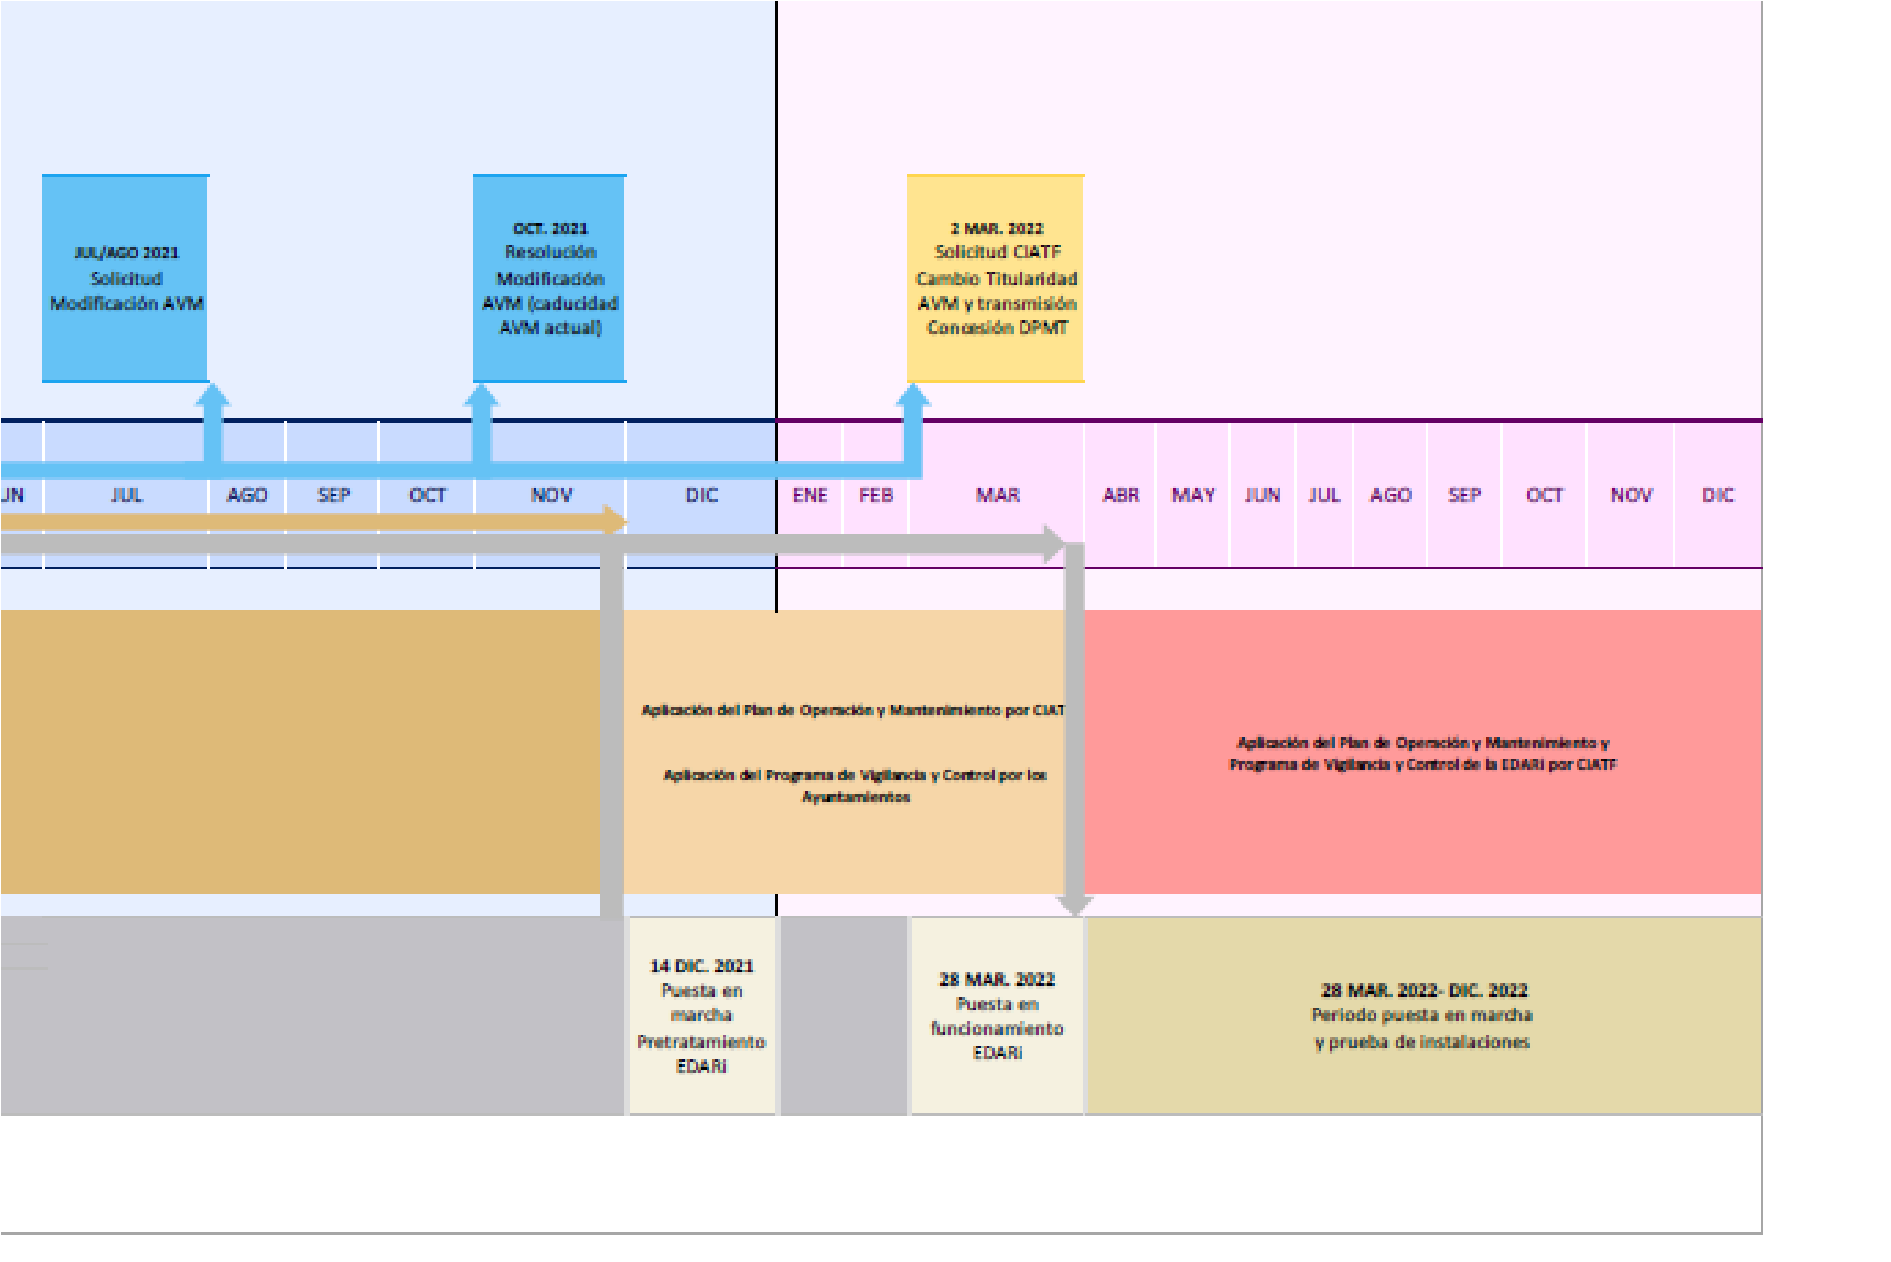 JUL/AGO 2021
Solicitud
Modificación AVM
OCT. 2021
Resolución
Modificación
AVM (caducidad
AVM actual)
2 MAR. 2022
Solicitud CIATF
Cambio Titularidad
AVM y transmisión
Concesión DPMT
UN JUL AGO SEP OCT NOV DIC ENE FEB MAR ABR MAY JUN JUL AGO SEP OCT NOV DIC
Aplicación del Plan de Operación y Mantenimiento por CIAT
Aplicación del Programa de Vigilancia y Control por los
Ayuntamientos
Aplicación del Plan de Operación y Mantenimiento y
Programa de Vigilancia y Control de la EDARi por CIATF
14 DIC. 2021
Puesta en
marcha
Pretratamiento
EDARi
28 MAR. 2022
Puesta en
funcionamiento
EDARi
28 MAR. 2022- DIC. 2022
Periodo puesta en marcha
y prueba de instalaciones